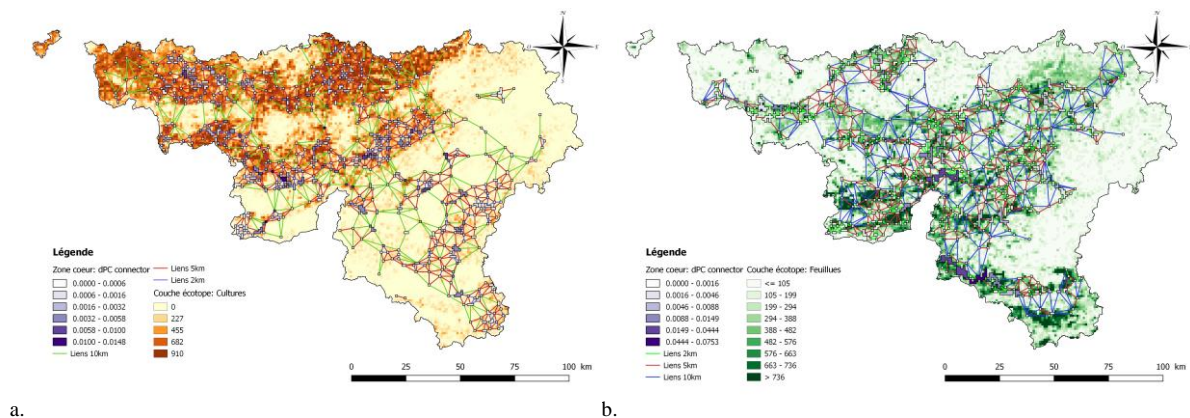 N
O
E
S
Légende
Zone coeur: dPC connector
0.0000 - 0.0006
0.0006 - 0.0016
0.0016 - 0.0032
0.0032 - 0.0058
0.0058 - 0.0100
0.0100 - 0.0148
Liens 10km
Liens 5km
Liens 2km
Couche écotope: Cultures
0
227
455
682
910
0 25 50 75 100 km
a.
N
O
E
S
Légende
Zone coeur: dPC connector
0.0000 - 0.0016
0.0016 - 0.0046
0.0046 - 0.0088
0.0088 - 0.0149
0.0149 - 0.0444
0.0444 - 0.0753
Liens 2km
Liens 5km
Liens 10km
Couche écotope: Feuillues
<= 105
105 - 199
199 - 294
294 - 388
388 - 482
482 - 576
576 - 663
663 - 736
> 736
0 25 50 75 100 km
b.